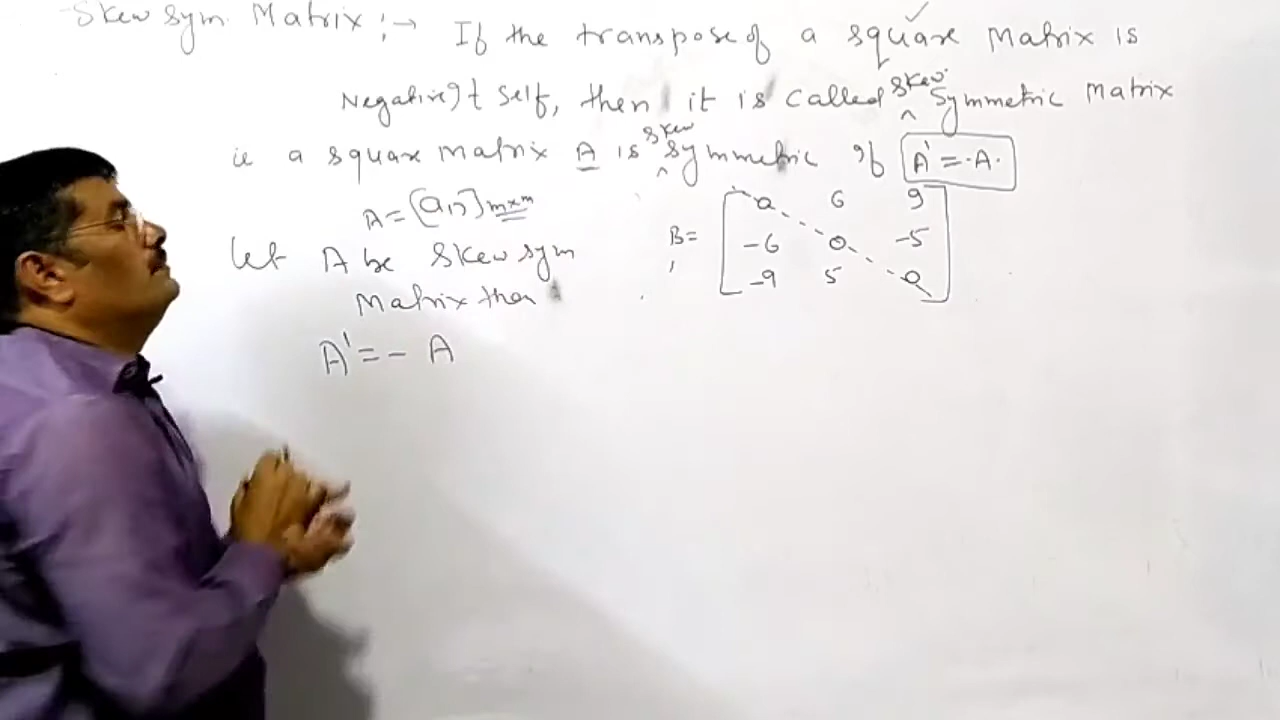 Skew sym. Matrix :→ If the transpose of a square Matrix is
Negative It self, then it is called skew symmetric Matrix
ie a square matrix A is skew symmetric if A' = -A.
A = [aij]m×m
B = [0 6 9
-6 0 -5
-9 5 0]
Let A be Skew sym
Matrix then
A' = - A